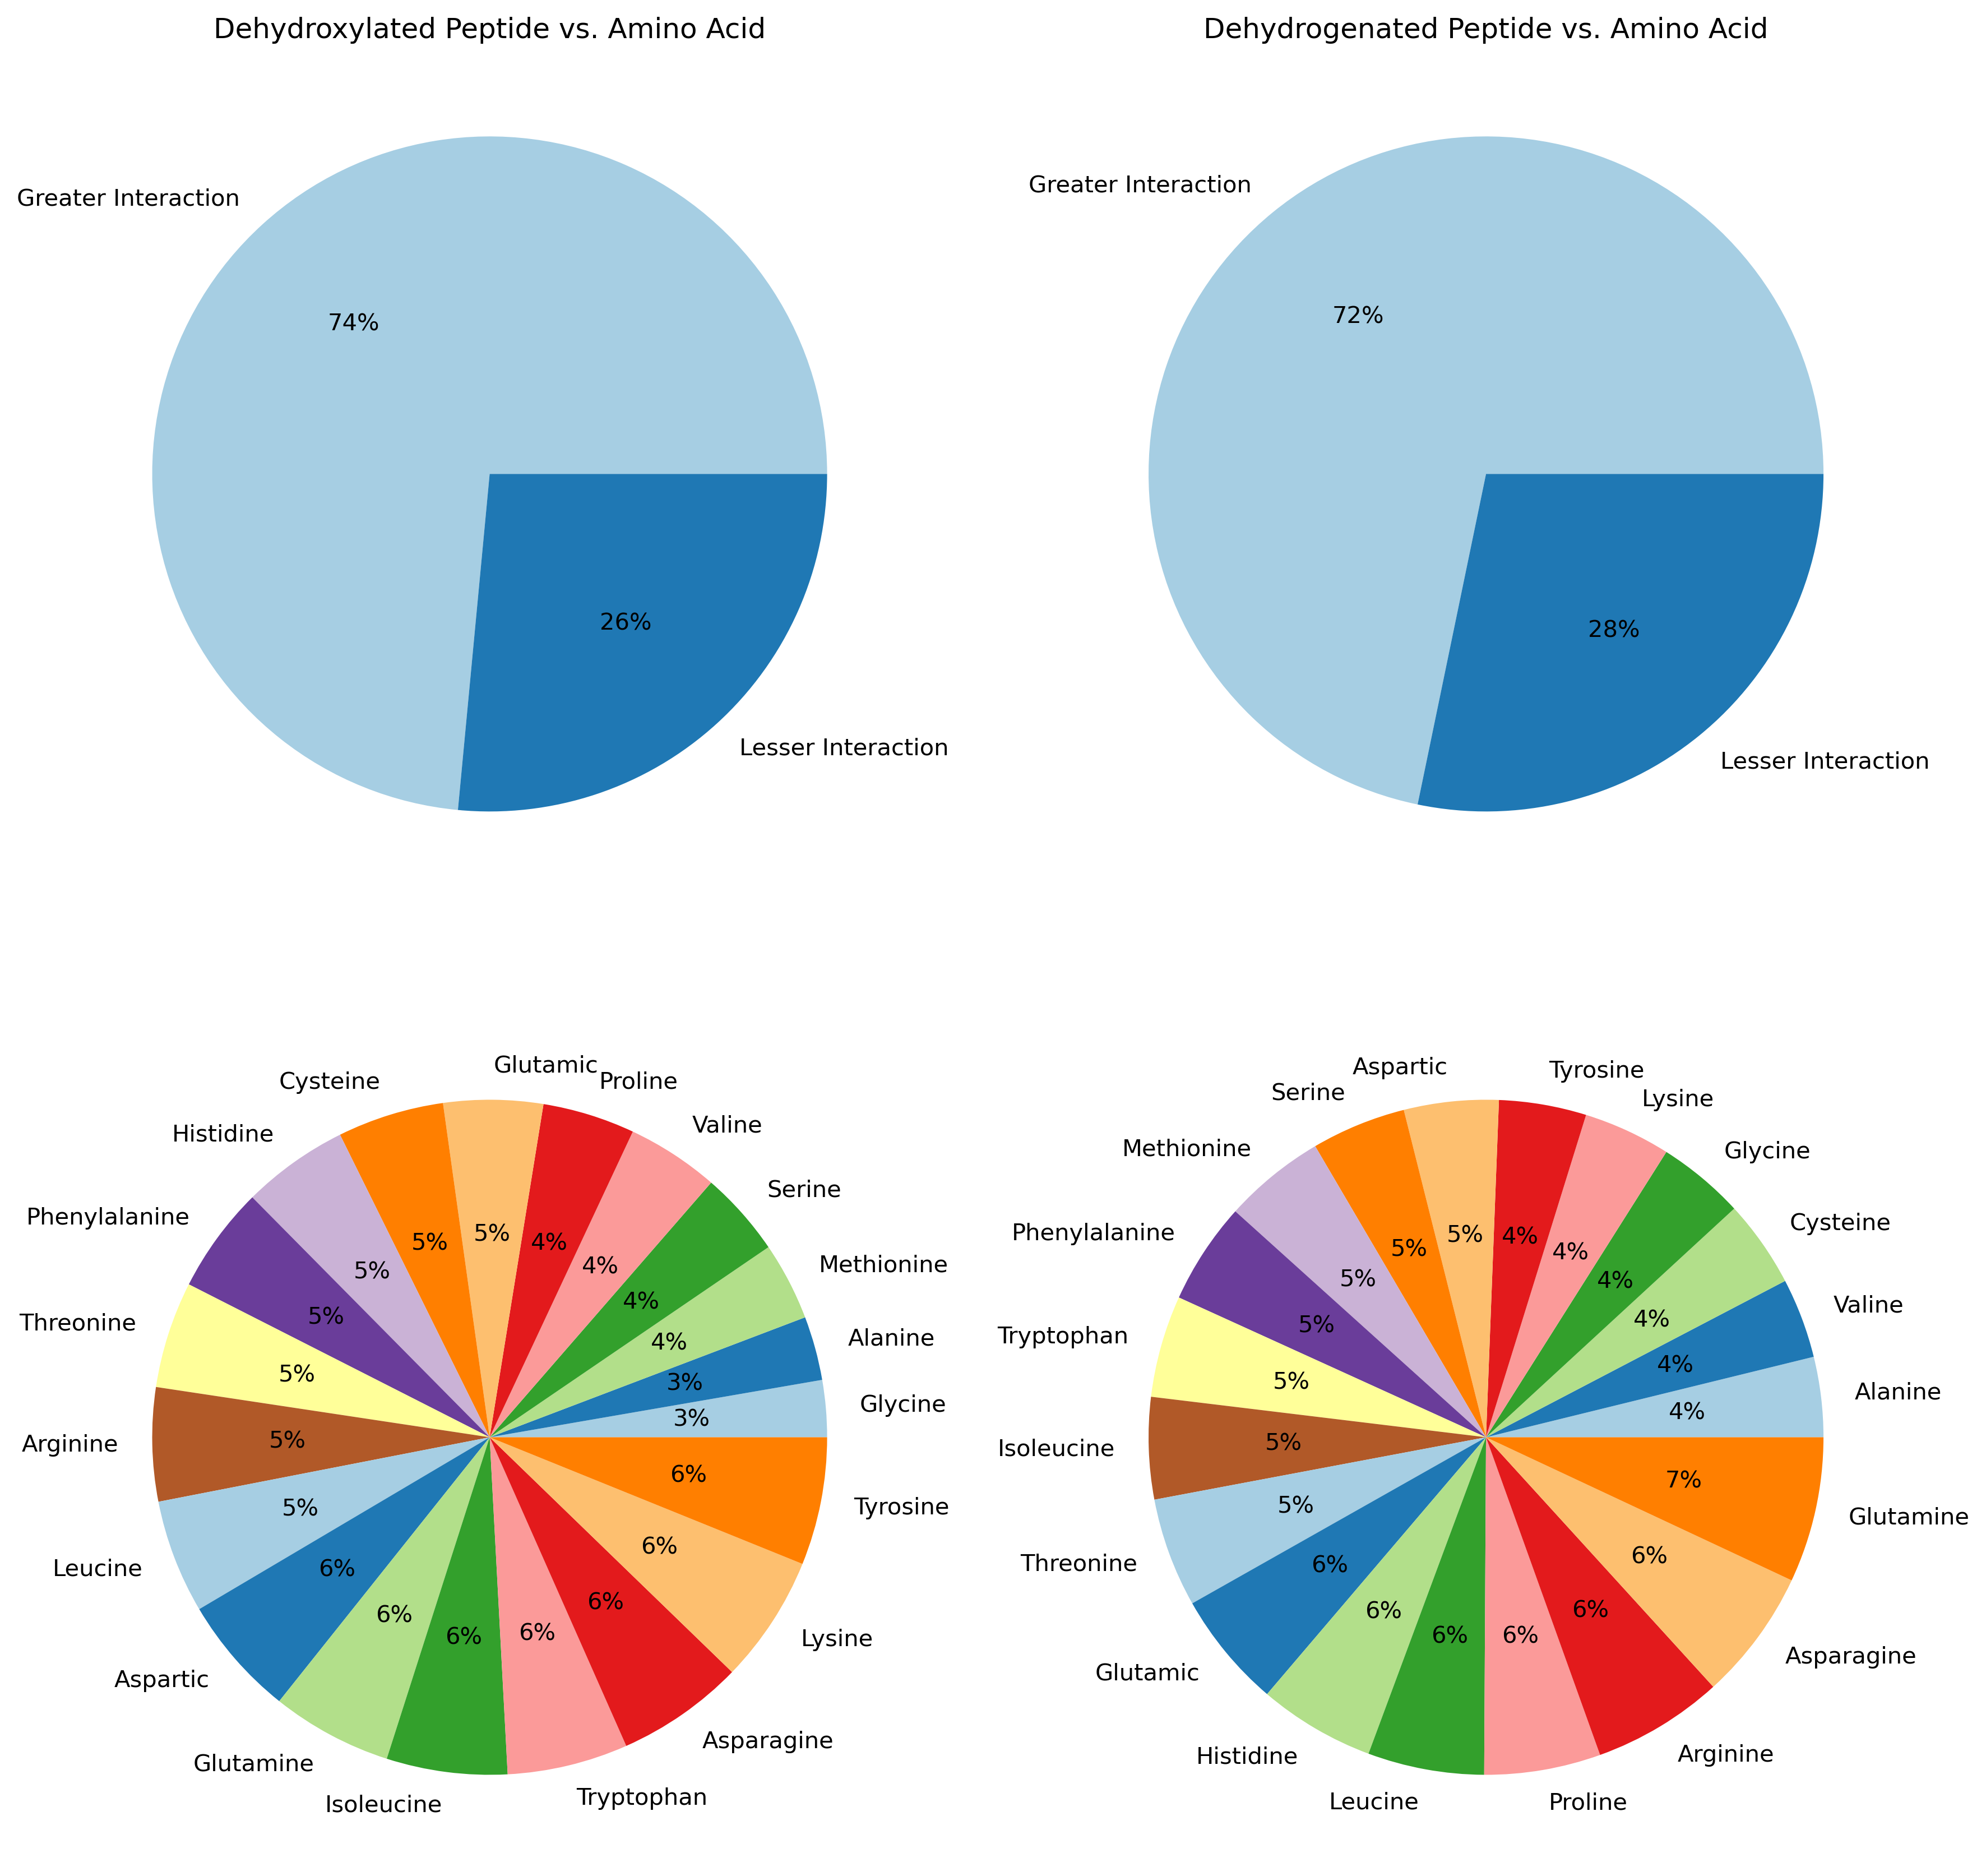 Dehydroxylated Peptide vs. Amino Acid
Greater Interaction
74%
26%
Lesser Interaction
Dehydrogenated Peptide vs. Amino Acid
Greater Interaction
72%
28%
Lesser Interaction
Glycine
3%
Alanine
3%
Methionine
4%
Serine
4%
Valine
4%
Proline
4%
Glutamic
5%
Cysteine
5%
Histidine
5%
Phenylalanine
5%
Threonine
5%
Arginine
5%
Leucine
5%
Aspartic
6%
Glutamine
6%
Isoleucine
6%
Tryptophan
6%
Asparagine
6%
Lysine
6%
Tyrosine
6%
Alanine
4%
Valine
4%
Cysteine
4%
Glycine
4%
Lysine
4%
Tyrosine
4%
Aspartic
5%
Serine
5%
Methionine
5%
Phenylalanine
5%
Tryptophan
5%
Isoleucine
5%
Threonine
5%
Glutamic
6%
Histidine
6%
Leucine
6%
Proline
6%
Arginine
6%
Asparagine
6%
Glutamine
7%